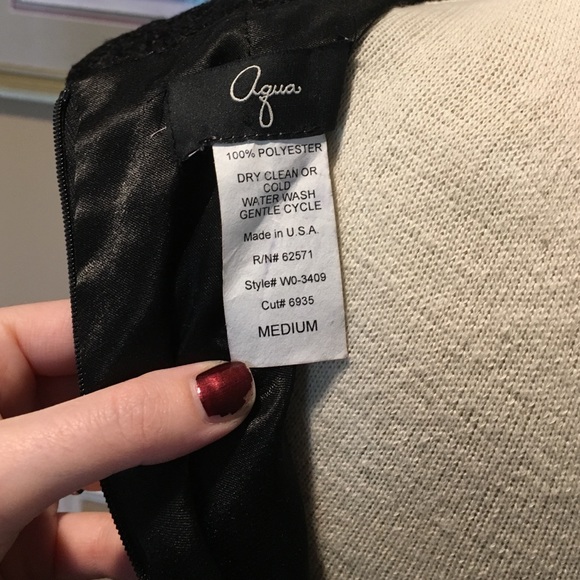 aqua
100% POLYESTER
DRY CLEAN OR
COLD
WATER WASH
GENTLE CYCLE
Made in U.S.A.
R/N# 62571
Style# W0-3409
Cut# 6935
MEDIUM